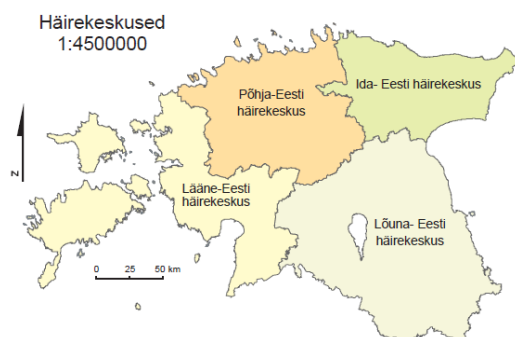 Häirekeskused
1:4500000
Põhja-Eesti
häirekeskus
Ida- Eesti häirekeskus
N
Lääne-Eesti
häirekeskus
Lõuna- Eesti
häirekeskus
0 25 50 km